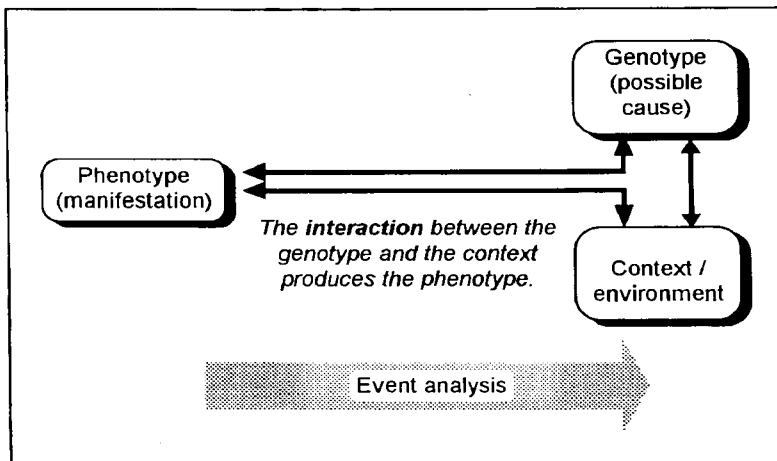 Genotype
(possible
cause)
Phenotype
(manifestation)
The interaction between the
genotype and the context
produces the phenotype.
Context /
environment
Event analysis